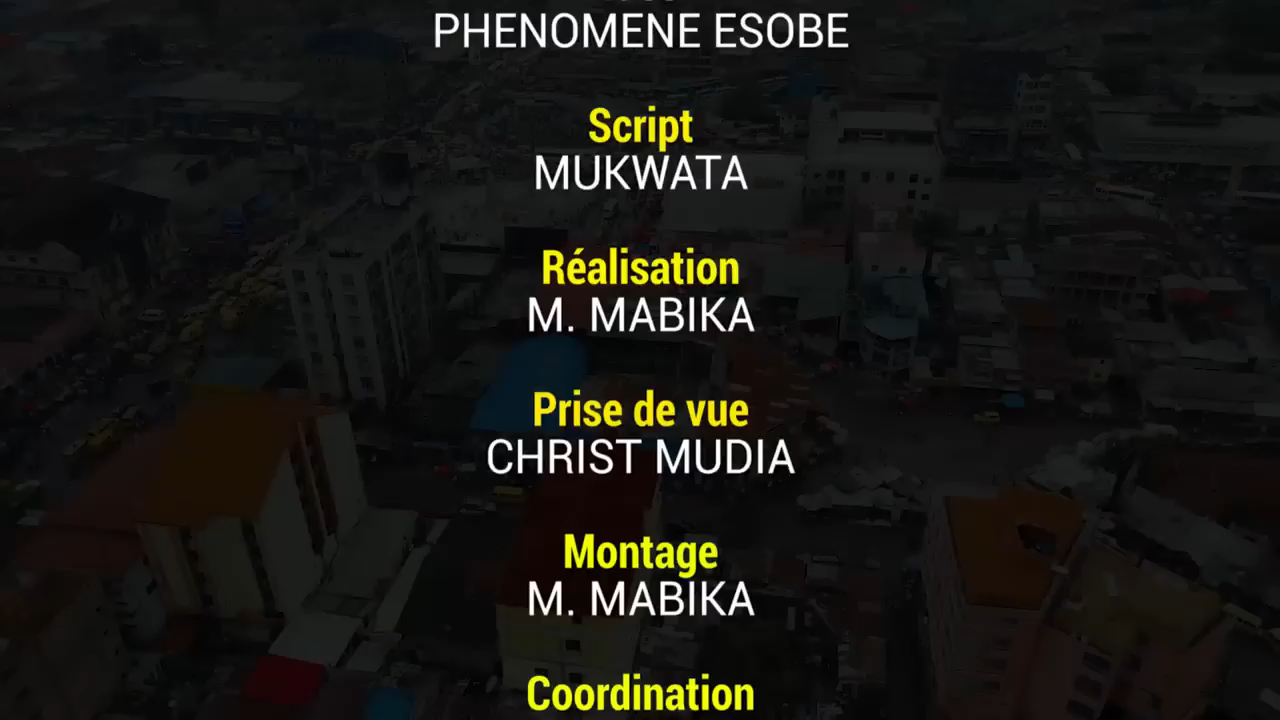 PHENOMENE ESOBE
Script
MUKWATA
Réalisation
M. MABIKA
Prise de vue
CHRIST MUDIA
Montage
M. MABIKA
Coordination